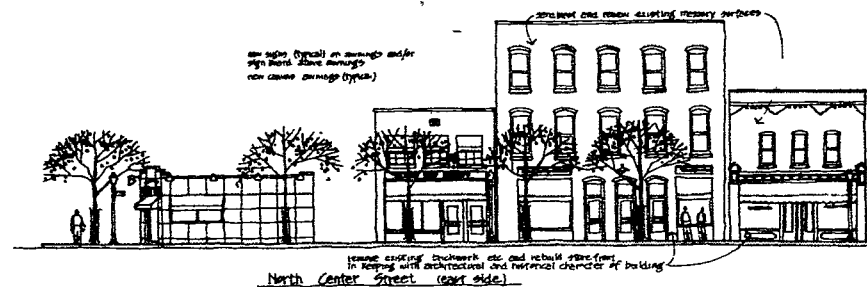 sandblast and renew existing masonry surfaces
new signs (typical) on awnings and/or
sign board above awnings
new canvas awnings (typical)
remove existing brickwork etc and rebuild storefront
in keeping with architectural and historical character of building
North Center Street (east side)